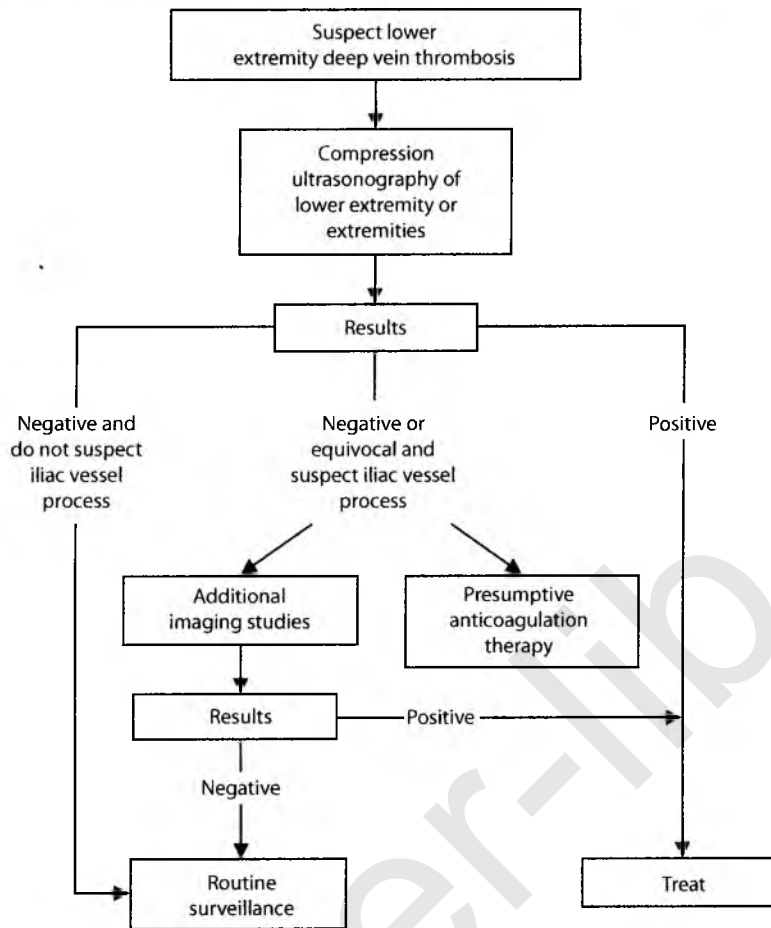 Suspect lower
extremity deep vein thrombosis
Compression
ultrasonography of
lower extremity or
extremities
Results
Negative and
do not suspect
iliac vessel
process
Negative or
equivocal and
suspect iliac vessel
process
Positive
Additional
imaging studies
Presumptive
anticoagulation
therapy
Results
Positive
Negative
Routine
surveillance
Treat
er-lib